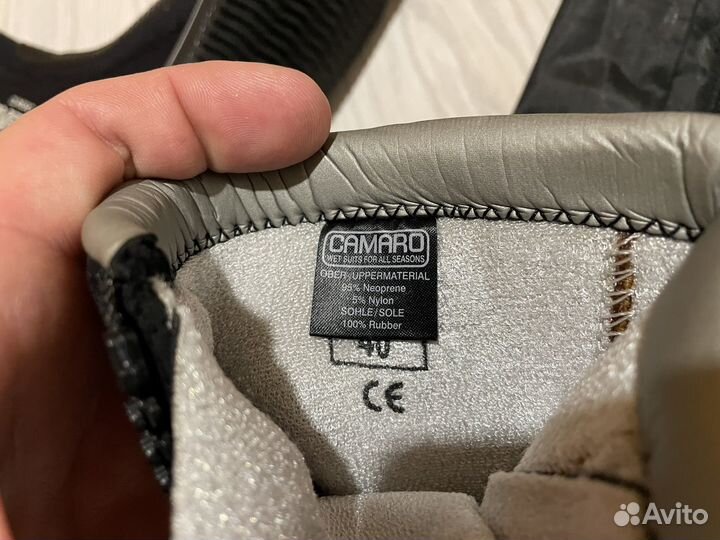 CAMARO
WET SUITS FOR ALL SEASONS
OBER-UPPERMATERIAL
95% Neoprene
5% Nylon
SOHLE/SOLE
100% Rubber
40
CE
Avito